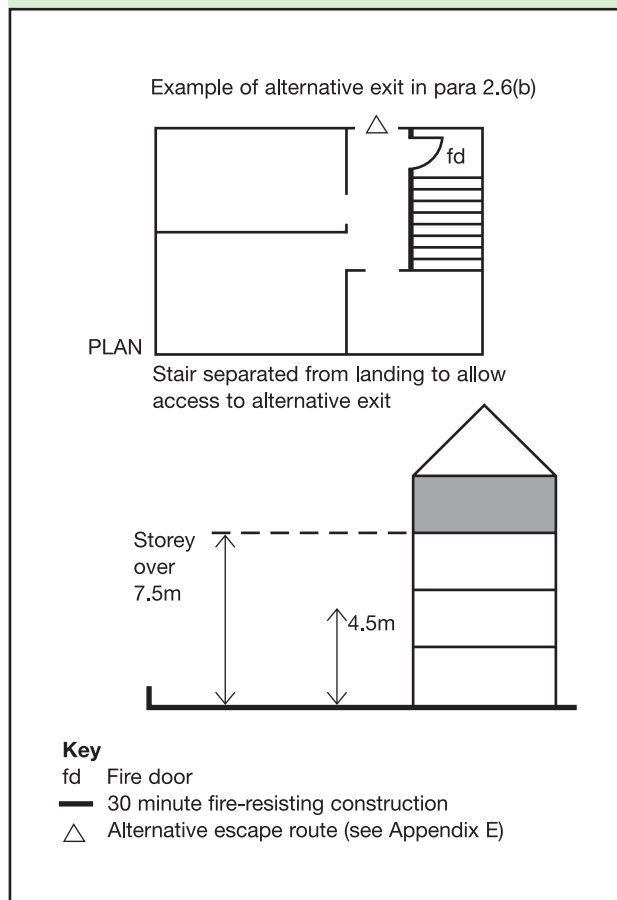 Example of alternative exit in para 2.6(b)
fd
PLAN
Stair separated from landing to allow
access to alternative exit
Storey
over
7.5m
4.5m
Key
fd Fire door
30 minute fire-resisting construction
Alternative escape route (see Appendix E)